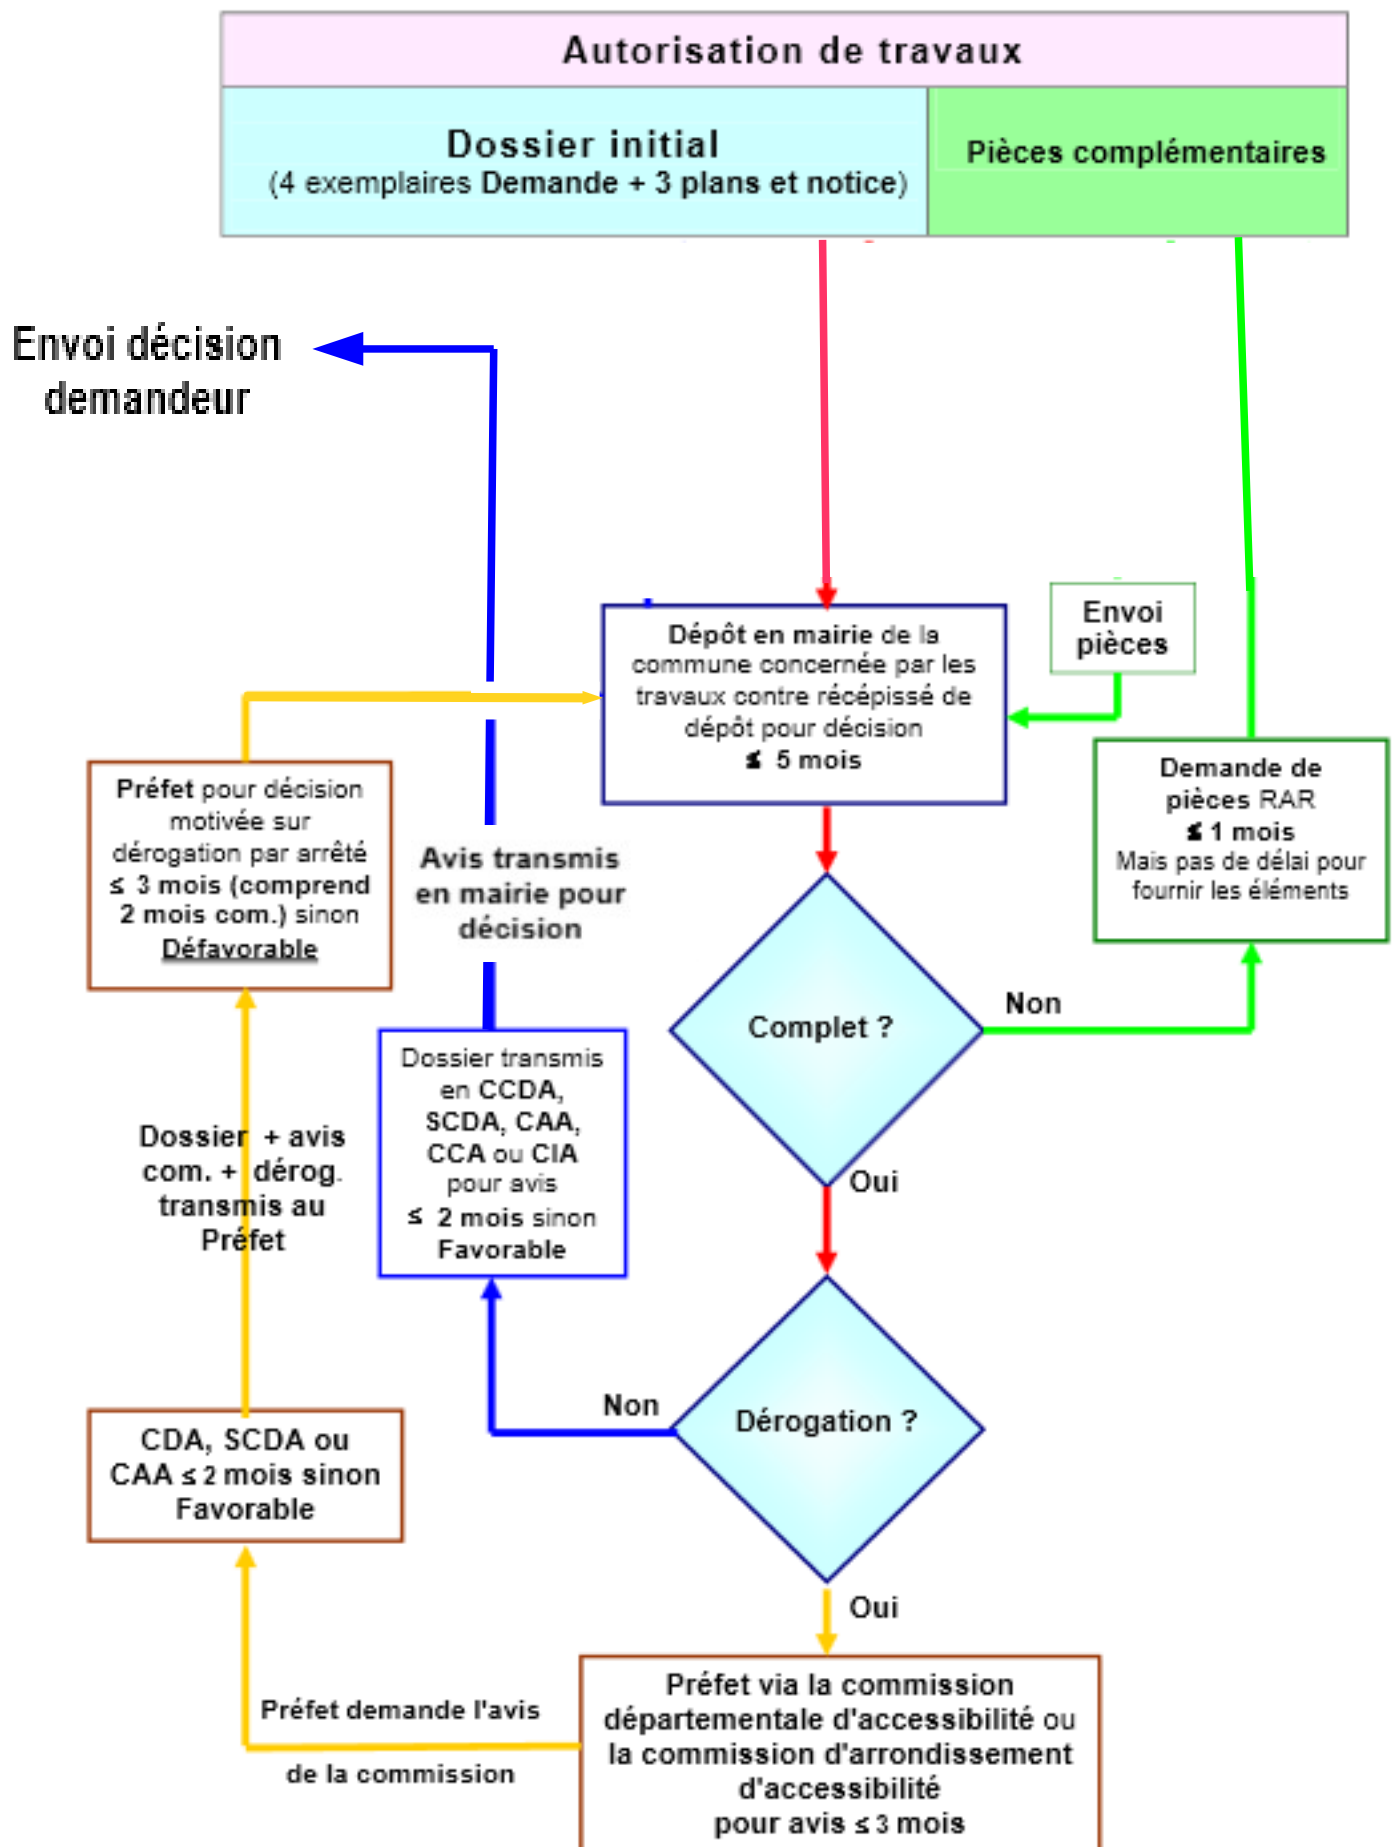 Autorisation de travaux
Dossier initial
(4 exemplaires Demande + 3 plans et notice)
Pièces complémentaires
Envoi décision
demandeur
Dépôt en mairie de la
commune concernée par les
travaux contre récépissé de
dépôt pour décision
≤ 5 mois
Envoi
pièces
Demande de
pièces RAR
≤ 1 mois
Mais pas de délai pour
fournir les éléments
Préfet pour décision
motivée sur
dérogation par arrêté
≤ 3 mois (comprend
2 mois com.) sinon
Défavorable
Avis transmis
en mairie pour
décision
Complet ?
Non
Dossier transmis
en CCDA,
SCDA, CAA,
CCA ou CIA
pour avis
≤ 2 mois sinon
Favorable
Dossier + avis
com. + dérog.
transmis au
Préfet
Oui
Non
Dérogation ?
CDA, SCDA ou
CAA ≤ 2 mois sinon
Favorable
Oui
Préfet demande l'avis
de la commission
Préfet via la commission
départementale d'accessibilité ou
la commission d'arrondissement
d'accessibilité
pour avis ≤ 3 mois